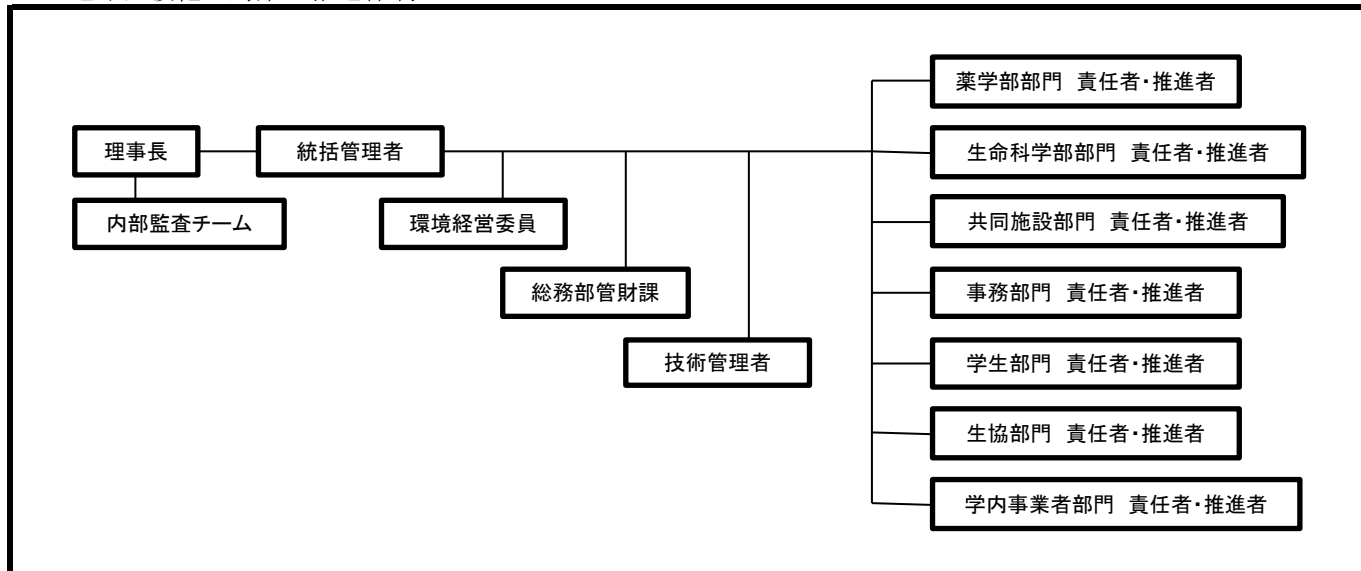 理事長
統括管理者
内部監査チーム
環境経営委員
総務部管財課
技術管理者
薬学部部門 責任者・推進者
生命科学部部門 責任者・推進者
共同施設部門 責任者・推進者
事務部門 責任者・推進者
学生部門 責任者・推進者
生協部門 責任者・推進者
学内事業者部門 責任者・推進者